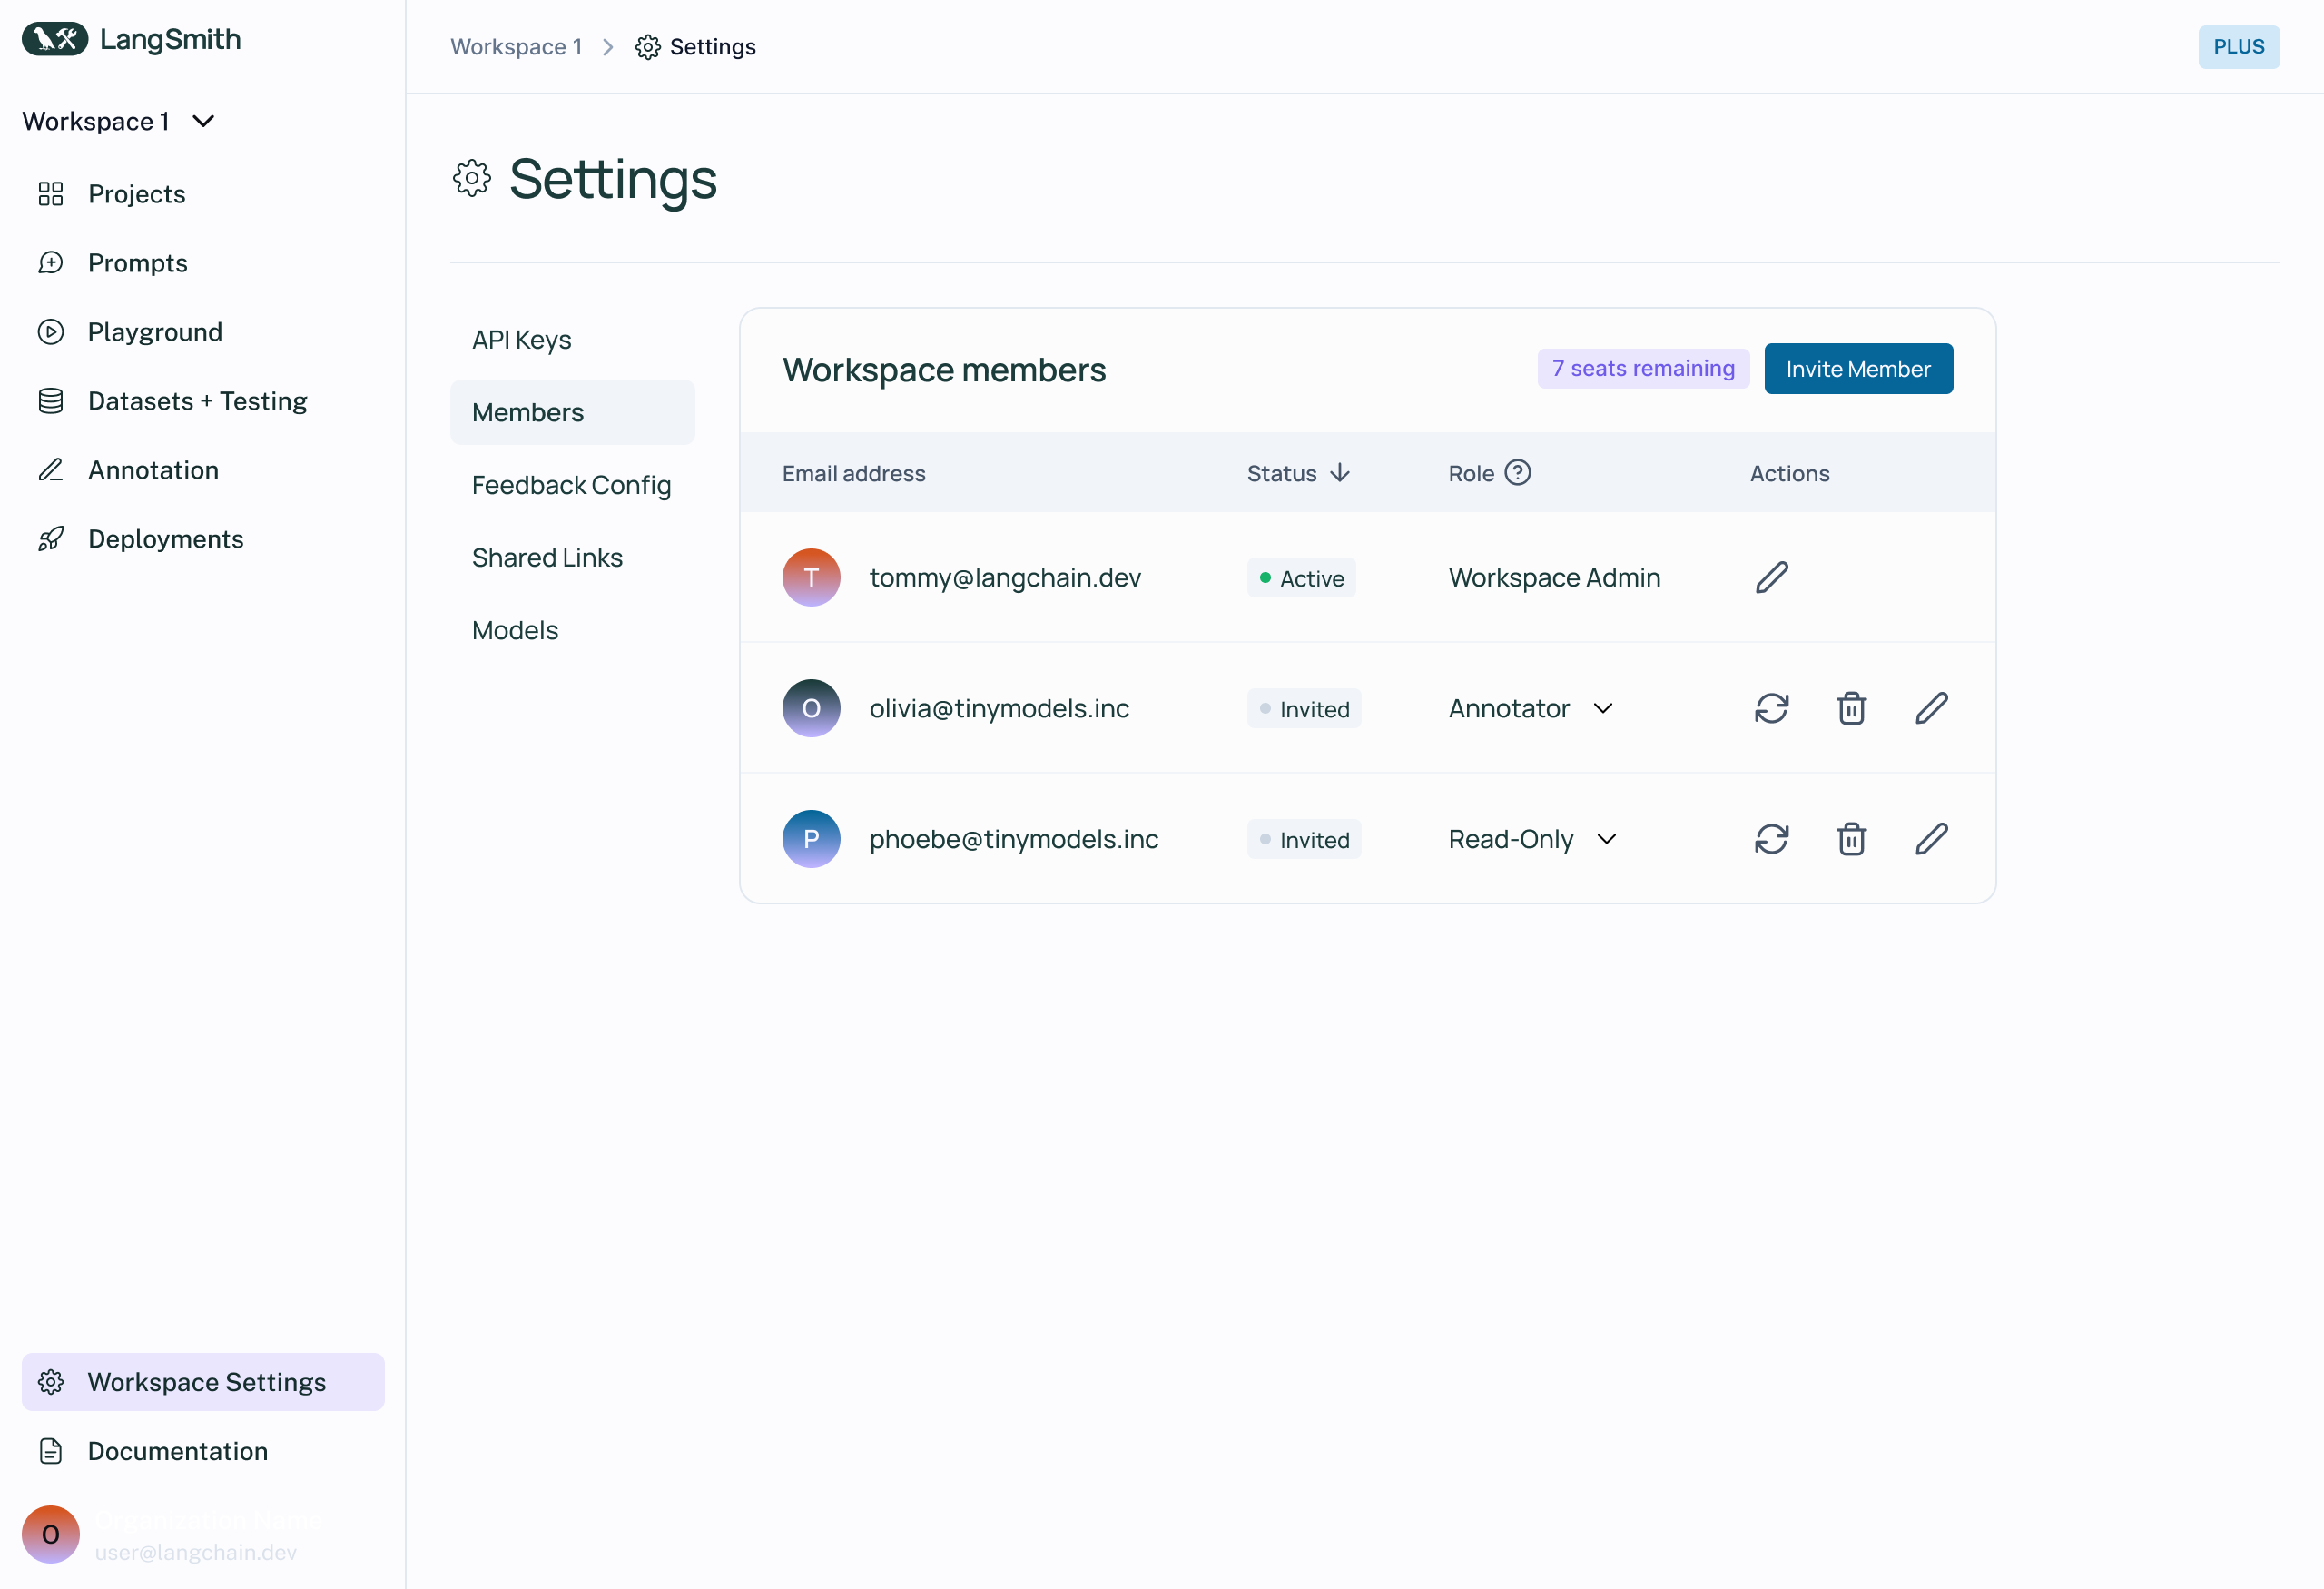 LangSmith
Workspace 1
Projects
Prompts
Playground
Datasets + Testing
Annotation
Deployments
Workspace Settings
Documentation
O
user@langchain.dev
Workspace 1 > Settings
PLUS
Settings
API Keys
Members
Feedback Config
Shared Links
Models
Workspace members
7 seats remaining
Invite Member
Email address Status Role Actions
T tommy@langchain.dev Active Workspace Admin
O olivia@tinymodels.inc Invited Annotator
P phoebe@tinymodels.inc Invited Read-Only